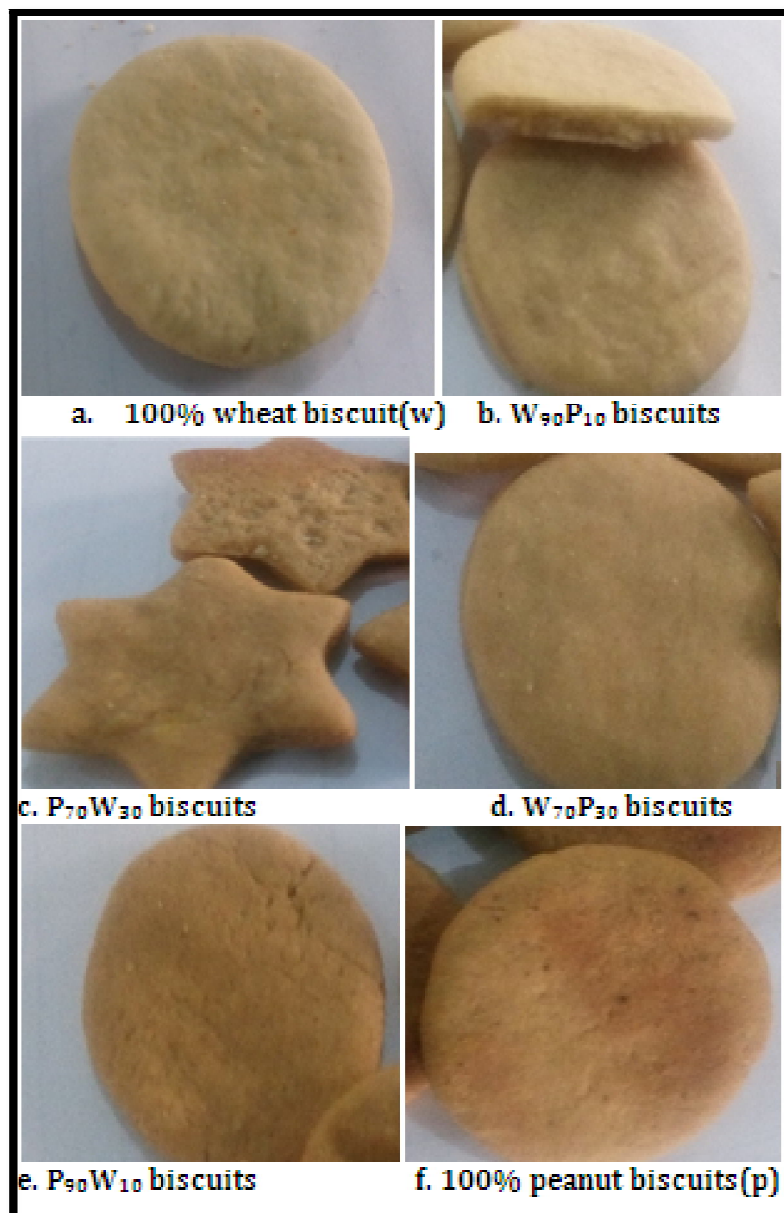 a. 100% wheat biscuit(w) b. W₉₀P₁₀ biscuits
c. P₇₀W₃₀ biscuits d. W₇₀P₃₀ biscuits
e. P₉₀W₁₀ biscuits f. 100% peanut biscuits(p)